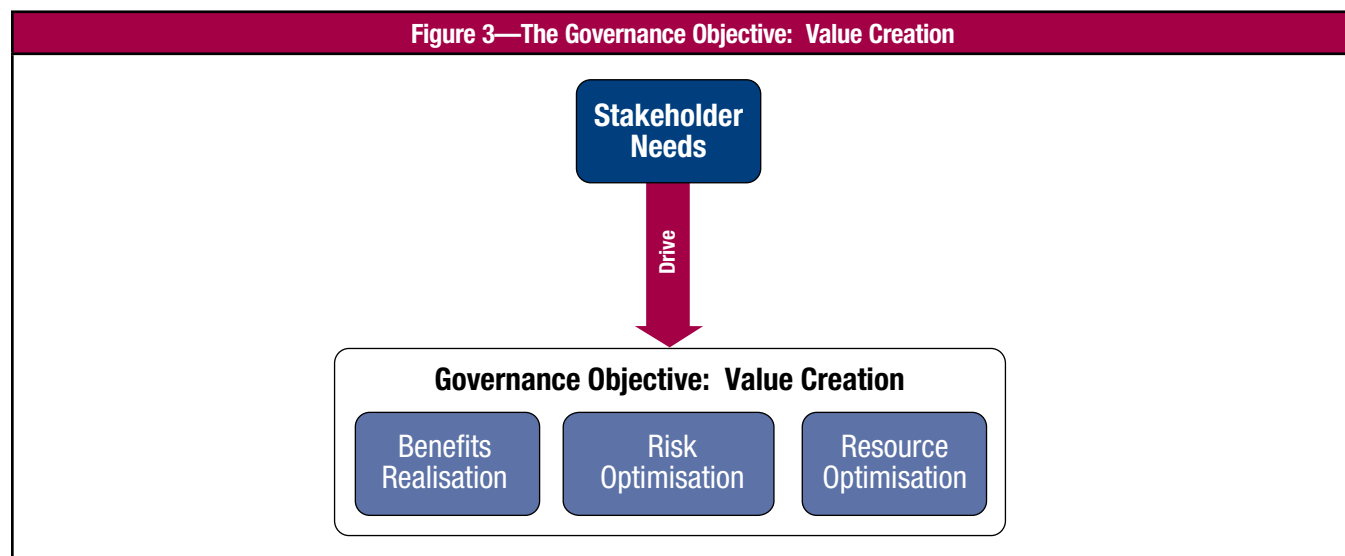 Figure 3—The Governance Objective: Value Creation
Stakeholder
Needs
Drive
Governance Objective: Value Creation
Benefits
Realisation
Risk
Optimisation
Resource
Optimisation